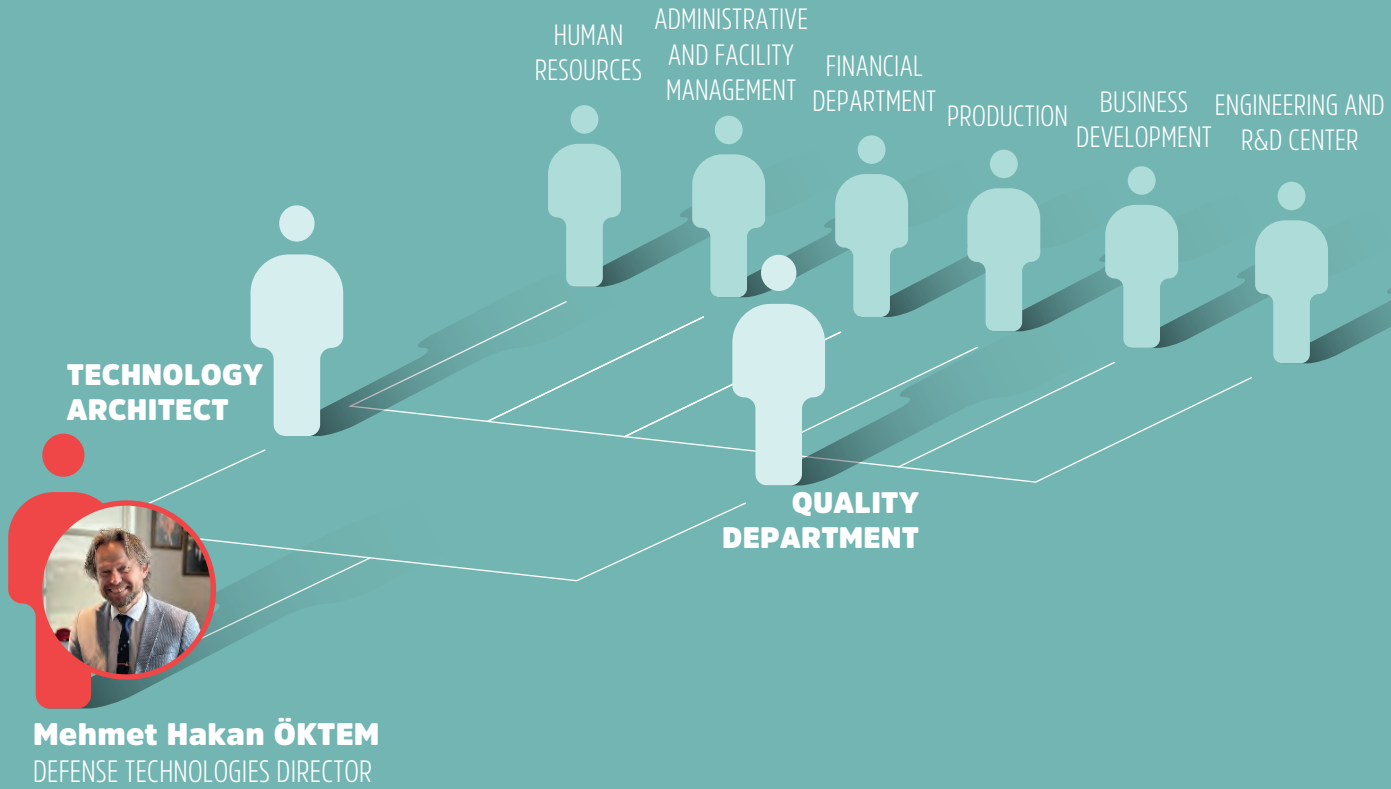 HUMAN
RESOURCES
ADMINISTRATIVE
AND FACILITY
MANAGEMENT
FINANCIAL
DEPARTMENT
PRODUCTION
BUSINESS
DEVELOPMENT
ENGINEERING AND
R&D CENTER
TECHNOLOGY
ARCHITECT
QUALITY
DEPARTMENT
Mehmet Hakan ÖKTEM
DEFENSE TECHNOLOGIES DIRECTOR